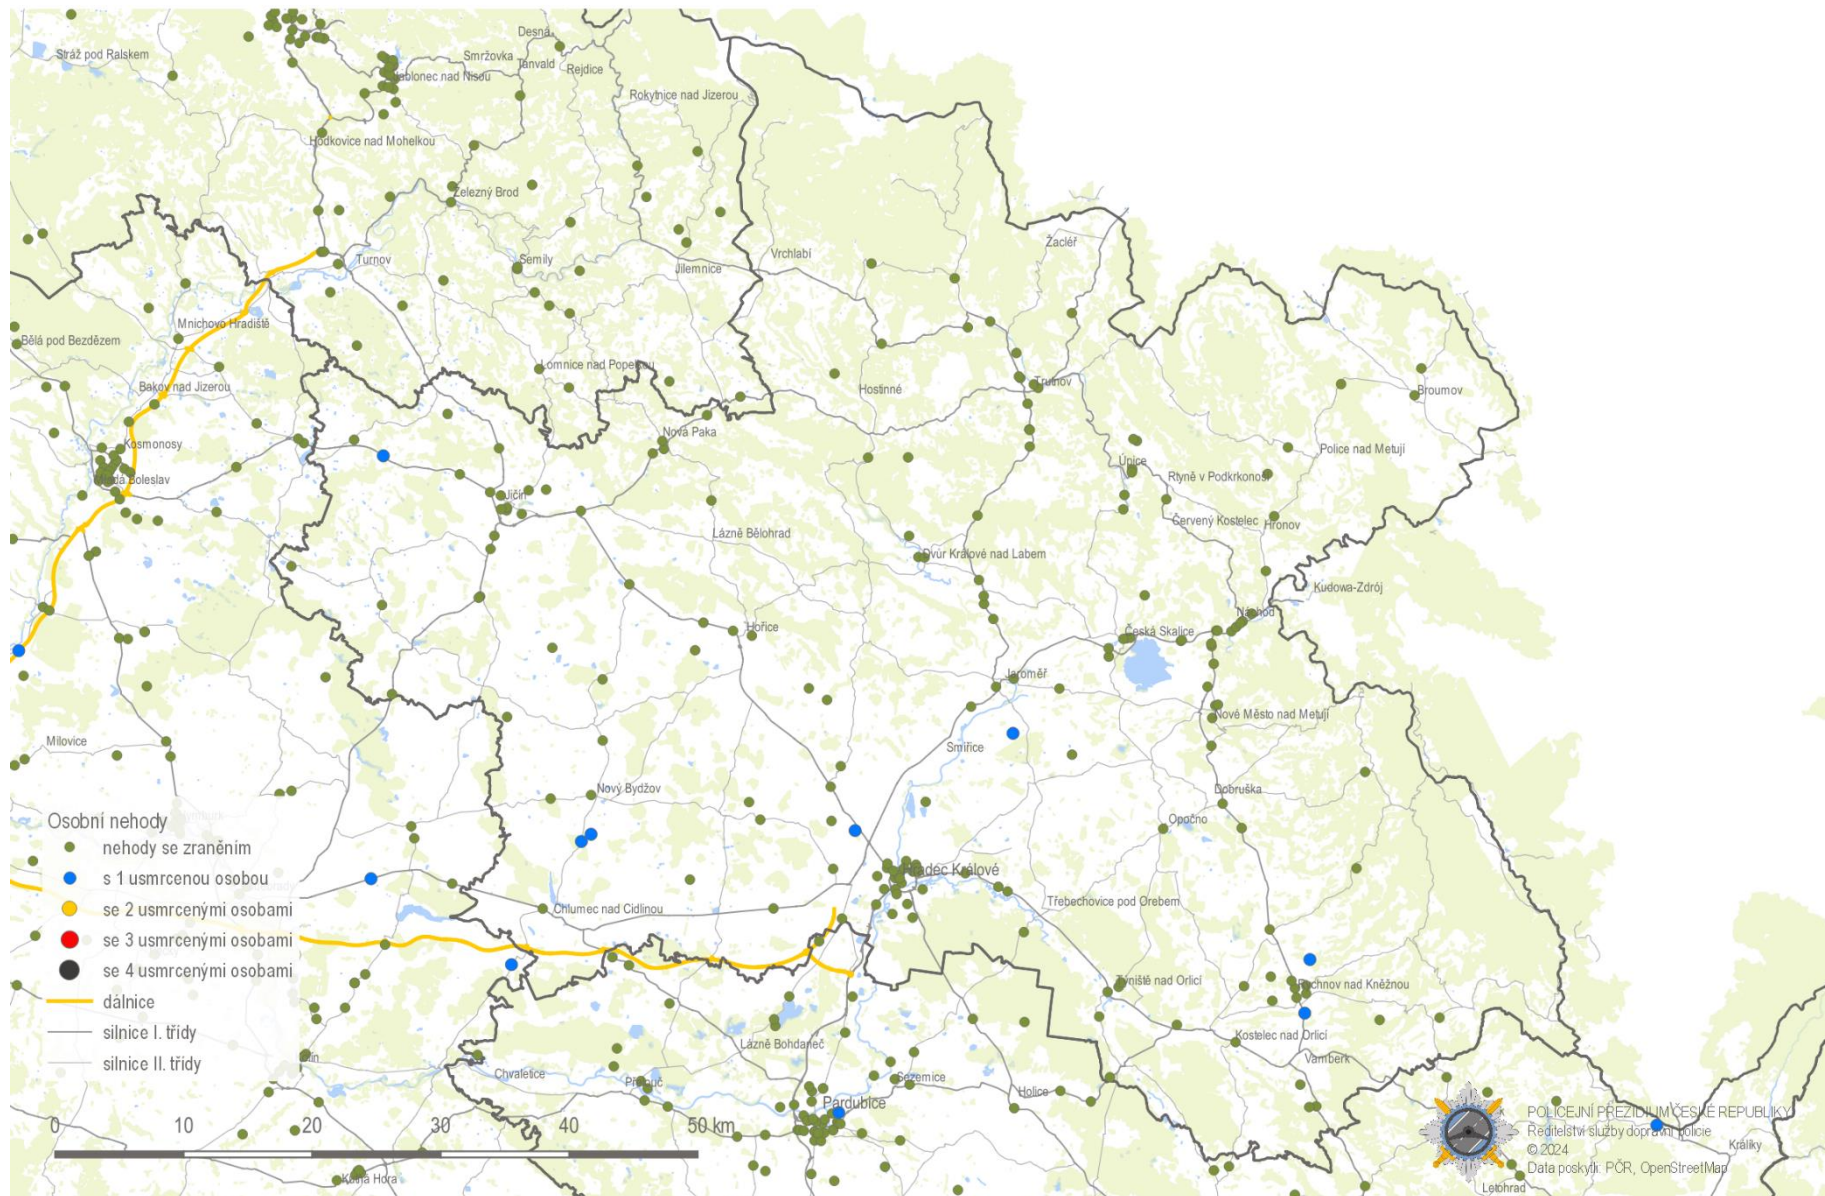 Desná
Stráž pod Ralskem
Smržovka
Tanvald
Rejdice
Jablonec nad Nisou
Rokytnice nad Jizerou
Hodkovice nad Mohelkou
Železný Brod
Žacléř
Turnov
Semily
Jilemnice
Vrchlabí
Mnichovo Hradiště
Bělá pod Bezdězem
Lomnice nad Popelkou
Bakov nad Jizerou
Hostinné
Trutnov
Broumov
Kosmonosy
Nová Paka
Police nad Metují
Úpice
Mladá Boleslav
Rtyně v Podkrkonoší
Jičín
Lázně Bělohrad
Červený Kostelec
Hronov
Dvůr Králové nad Labem
Kudowa-Zdrój
Náchod
Hořice
Česká Skalice
Jaroměř
Nové Město nad Metují
Milovice
Smiřice
Nový Bydžov
Dobruška
Opočno
Osobní nehody
nehody se zraněním
s 1 usmrcenou osobou
se 2 usmrcenými osobami
se 3 usmrcenými osobami
se 4 usmrcenými osobami
dálnice
silnice I. třídy
silnice II. třídy
Hradec Králové
Třebechovice pod Orebem
Chlumec nad Cidlinou
Týniště nad Orlicí
Rychnov nad Kněžnou
Kostelec nad Orlicí
Lázně Bohdaneč
Vamberk
Chvaletice
Přelouč
Sezemice
Holice
Pardubice
0 10 20 30 40 50 km
Kutná Hora
POLICEJNÍ PREZIDIUM ČESKÉ REPUBLIKY
Ředitelství služby dopravní policie
© 2024
Data poskytli: PČR, OpenStreetMap
Králíky
Letohrad